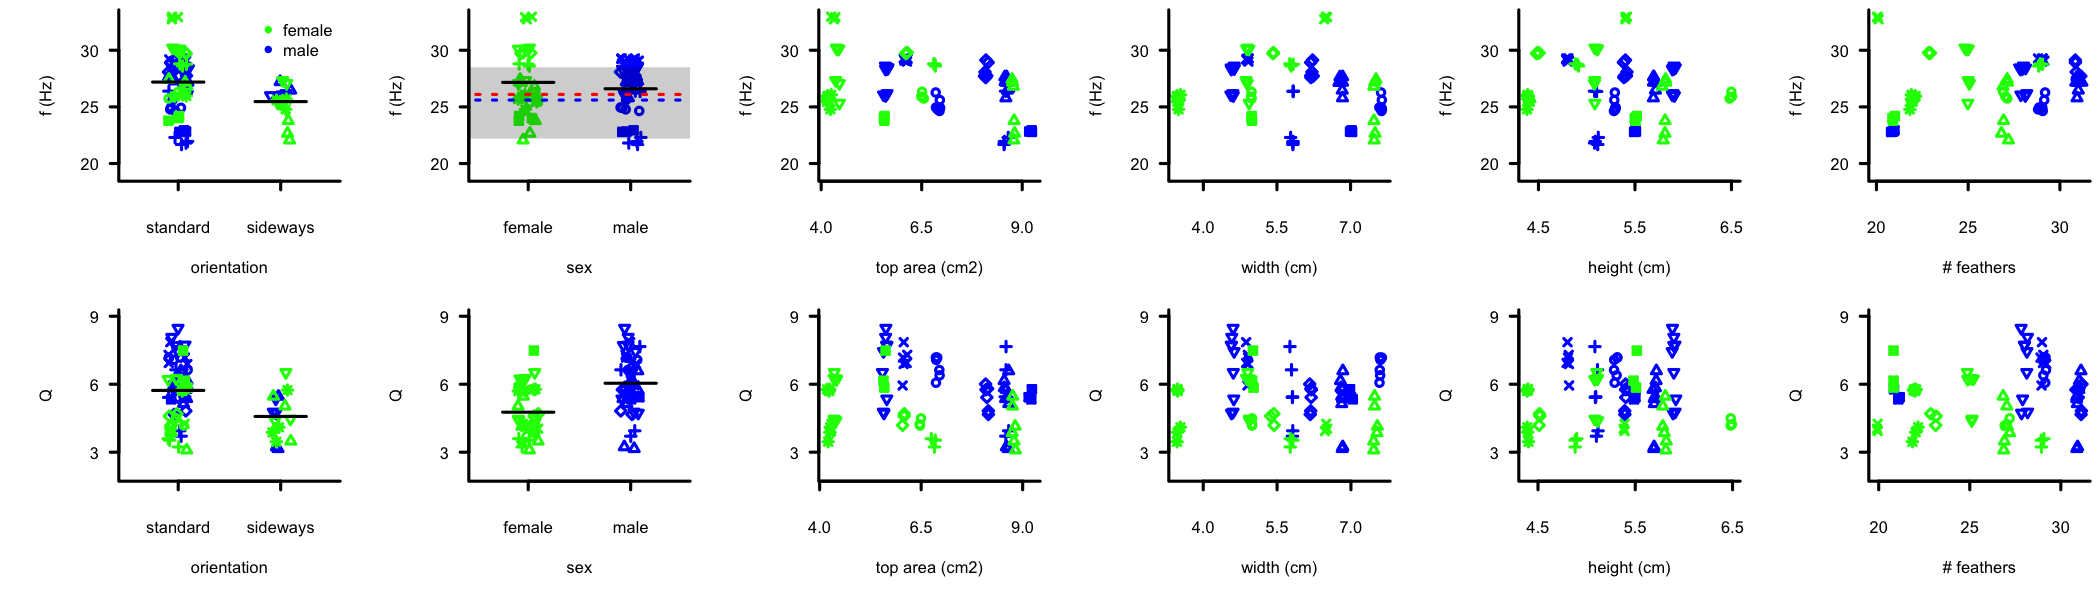 f (Hz)
30
25
20
standard sideways
orientation
female
male
f (Hz)
30
25
20
female male
sex
f (Hz)
30
25
20
4.0 6.5 9.0
top area (cm2)
f (Hz)
30
25
20
4.0 5.5 7.0
width (cm)
f (Hz)
30
25
20
4.5 5.5 6.5
height (cm)
f (Hz)
30
25
20
20 25 30
# feathers
Q
9
6
3
standard sideways
orientation
Q
9
6
3
female male
sex
Q
9
6
3
4.0 6.5 9.0
top area (cm2)
Q
9
6
3
4.0 5.5 7.0
width (cm)
Q
9
6
3
4.5 5.5 6.5
height (cm)
Q
9
6
3
20 25 30
# feathers